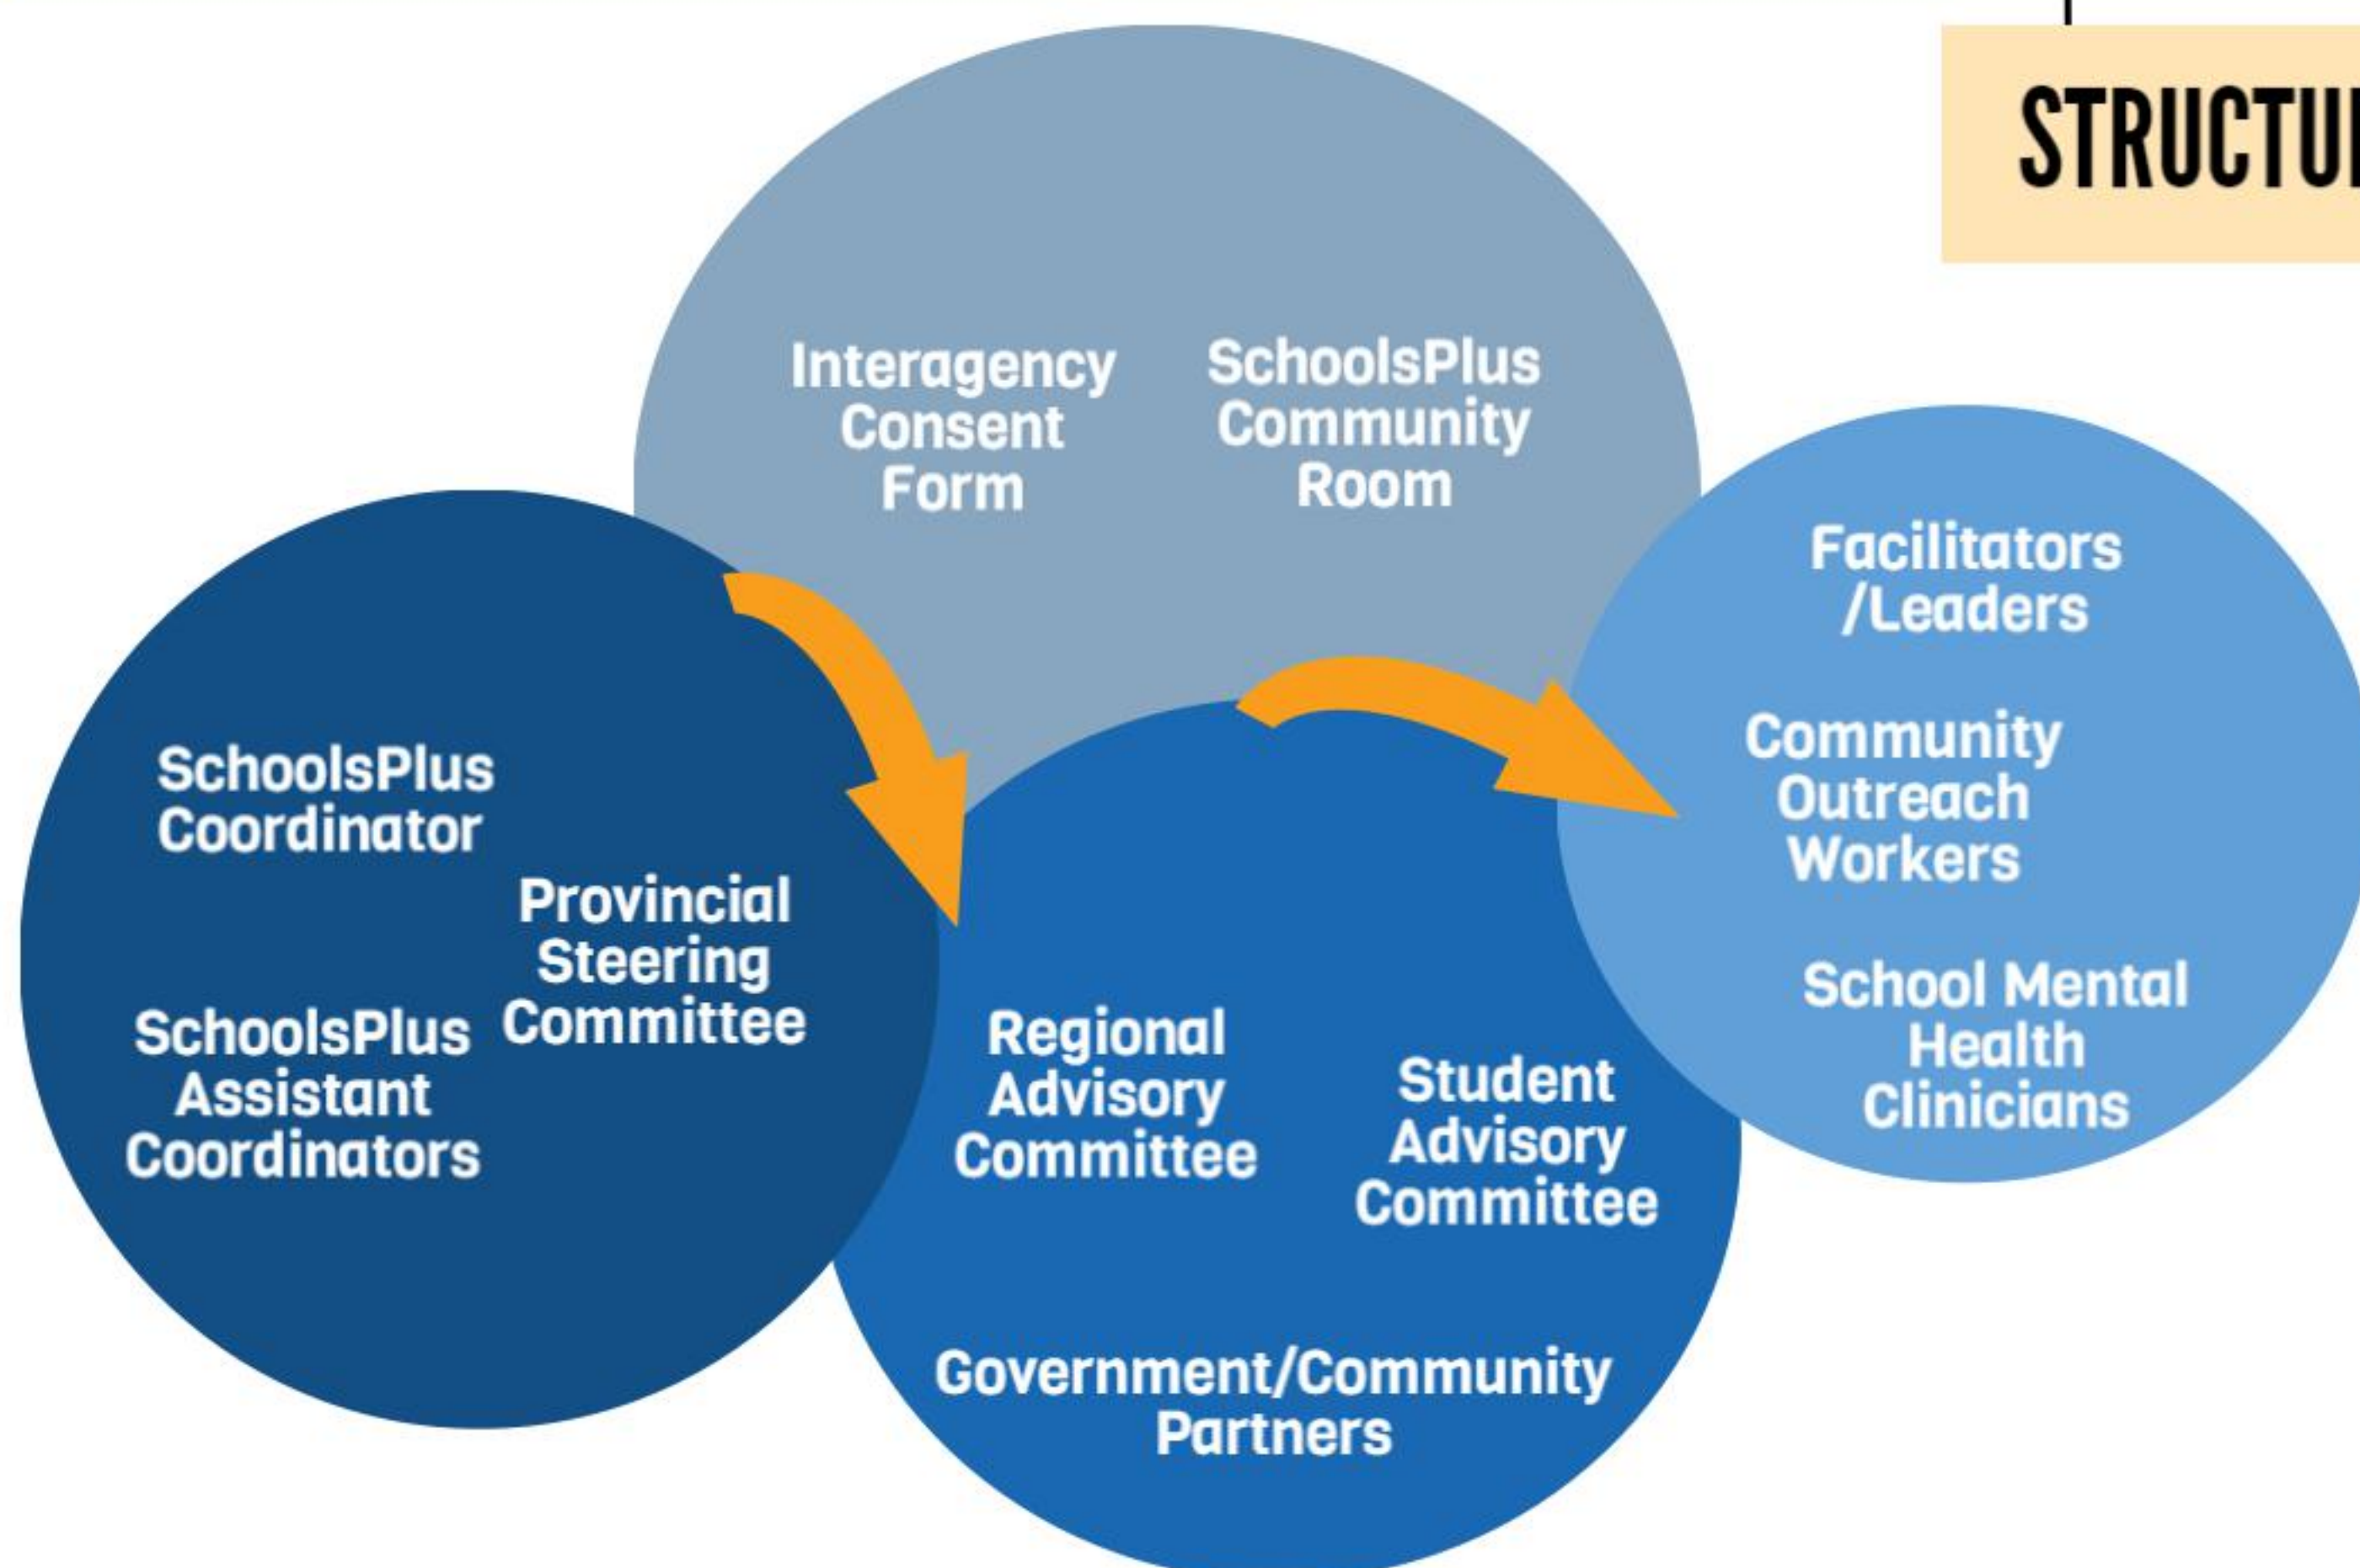 STRUCTU
Interagency
Consent
Form
SchoolsPlus
Community
Room
Facilitators
/Leaders
Community
Outreach
Workers
School Mental
Health
Clinicians
SchoolsPlus
Coordinator
Provincial
Steering
Committee
SchoolsPlus
Assistant
Coordinators
Regional
Advisory
Committee
Student
Advisory
Committee
Government/Community
Partners